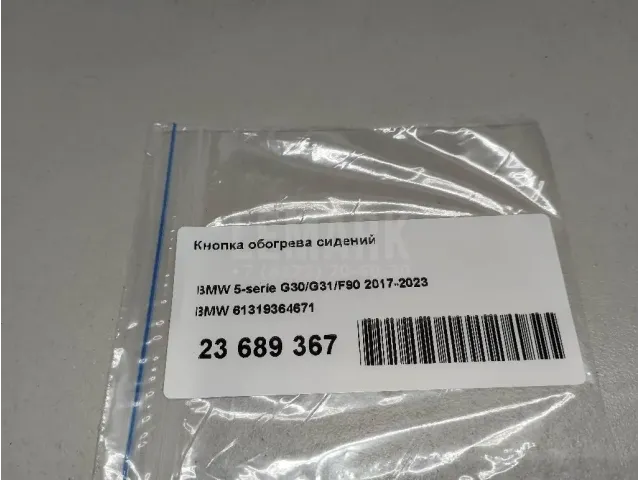 Кнопка обогрева сидений
BMW 5-serie G30/G31/F90 2017-2023
BMW 61319364671
23 689 367